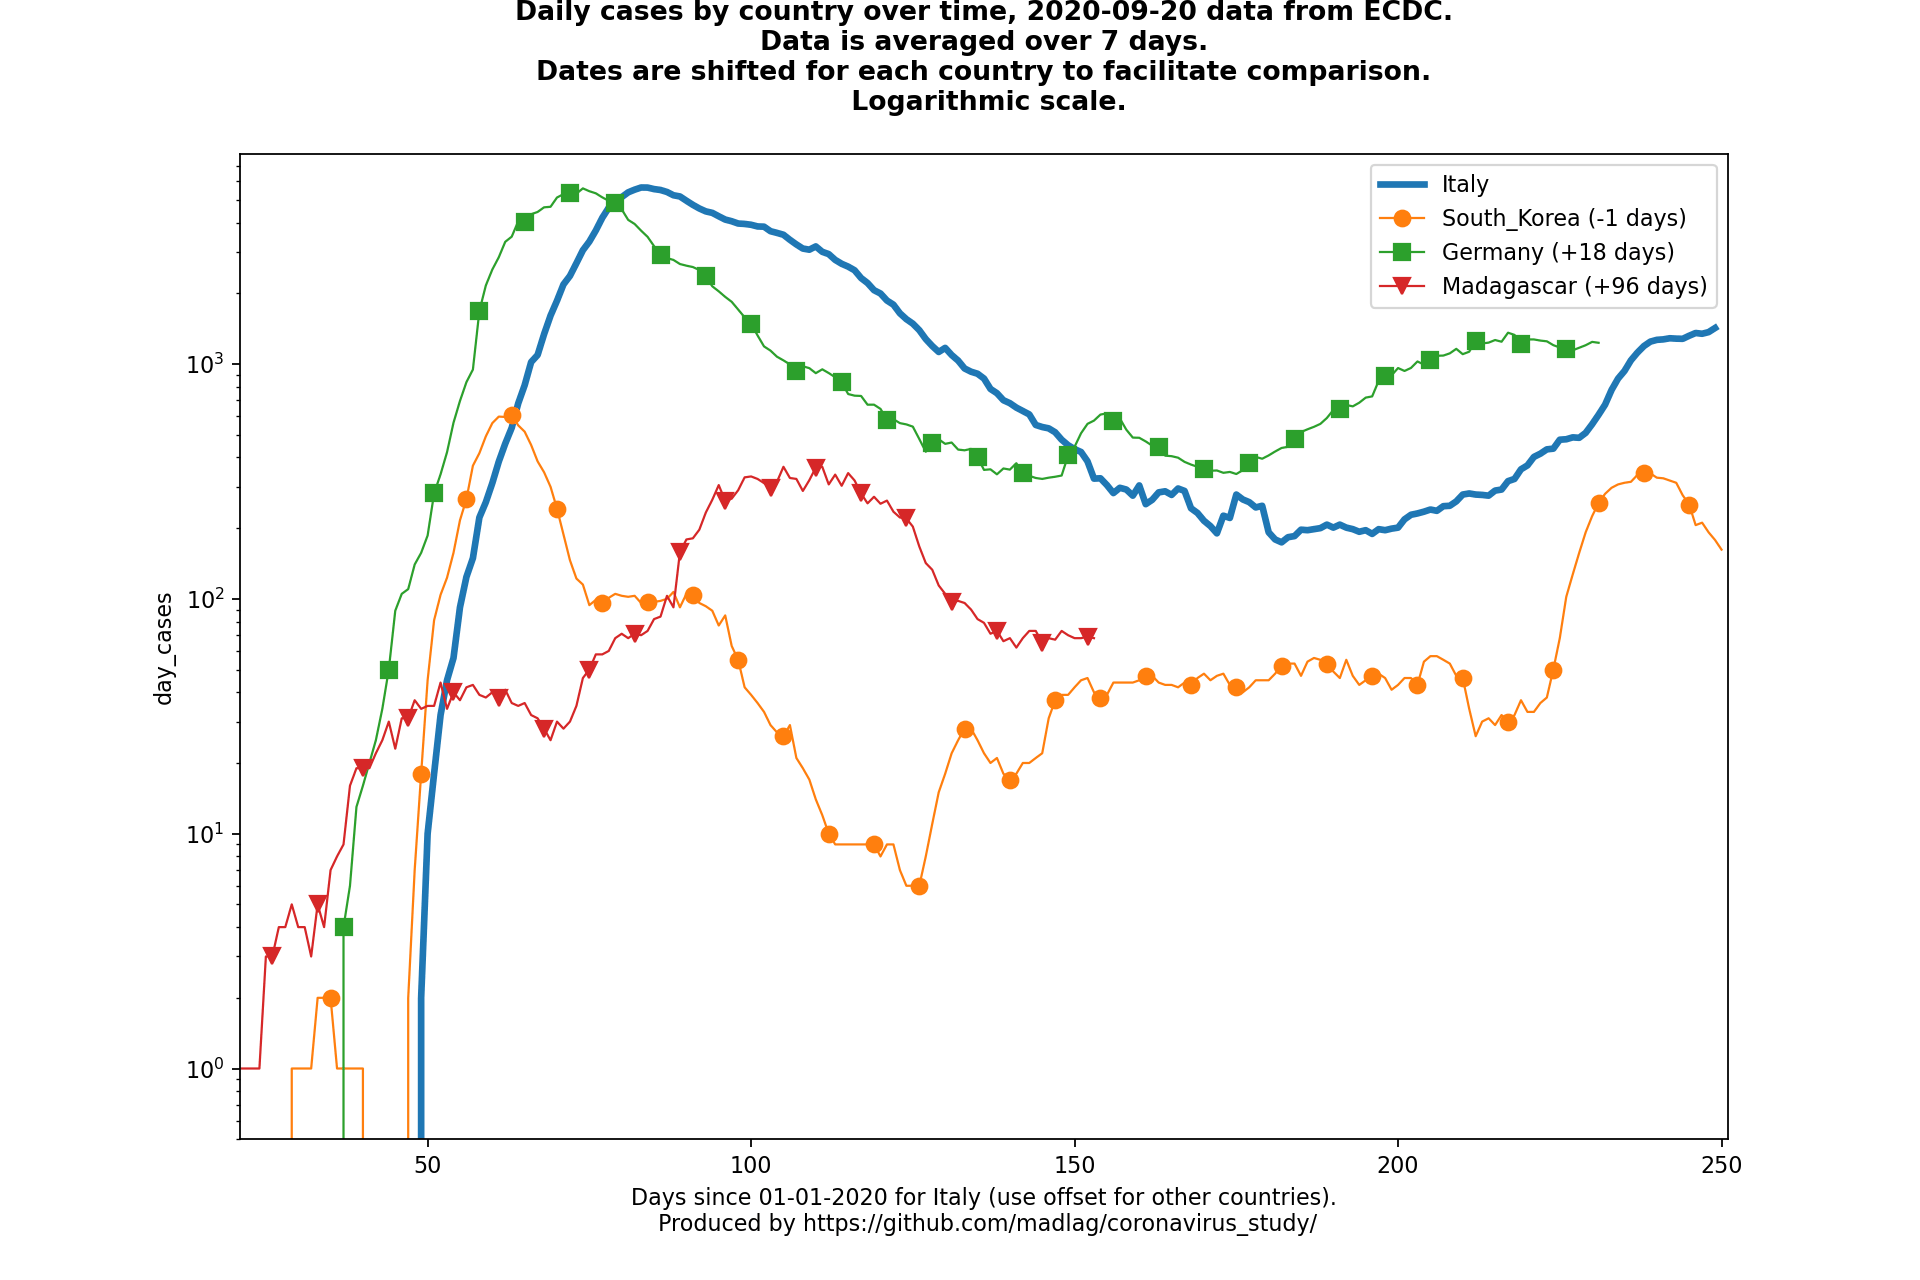 Daily cases by country over time, 2020-09-20 data from ECDC.
Data is averaged over 7 days.
Dates are shifted for each country to facilitate comparison.
Logarithmic scale.
Italy
South_Korea (-1 days)
Germany (+18 days)
Madagascar (+96 days)
day_cases
10³
10²
10¹
10⁰
50 100 150 200 250
Days since 01-01-2020 for Italy (use offset for other countries).
Produced by https://github.com/madlag/coronavirus_study/